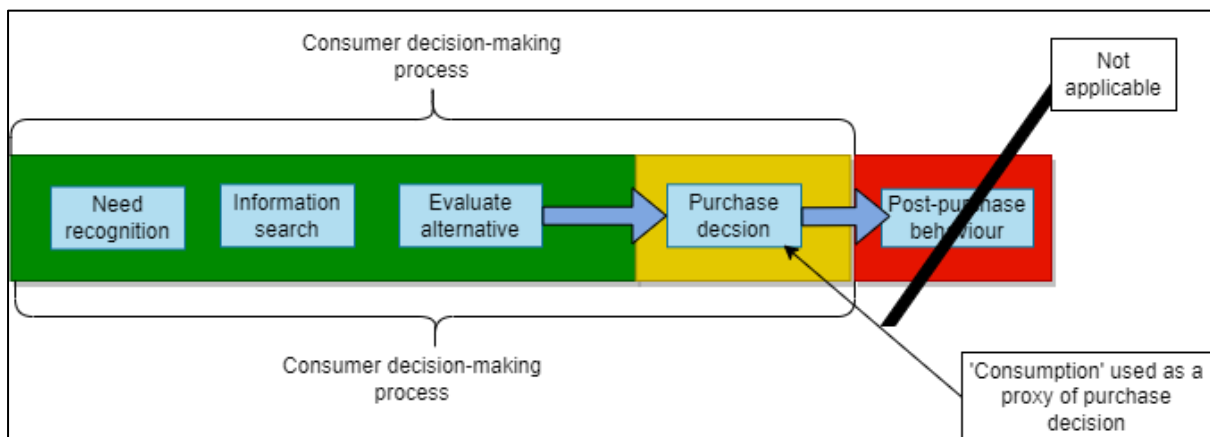 Consumer decision-making
process
Not
applicable
Need
recognition
Information
search
Evaluate
alternative
Purchase
decsion
Post-purchase
behaviour
Consumer decision-making
process
'Consumption' used as a
proxy of purchase
decision